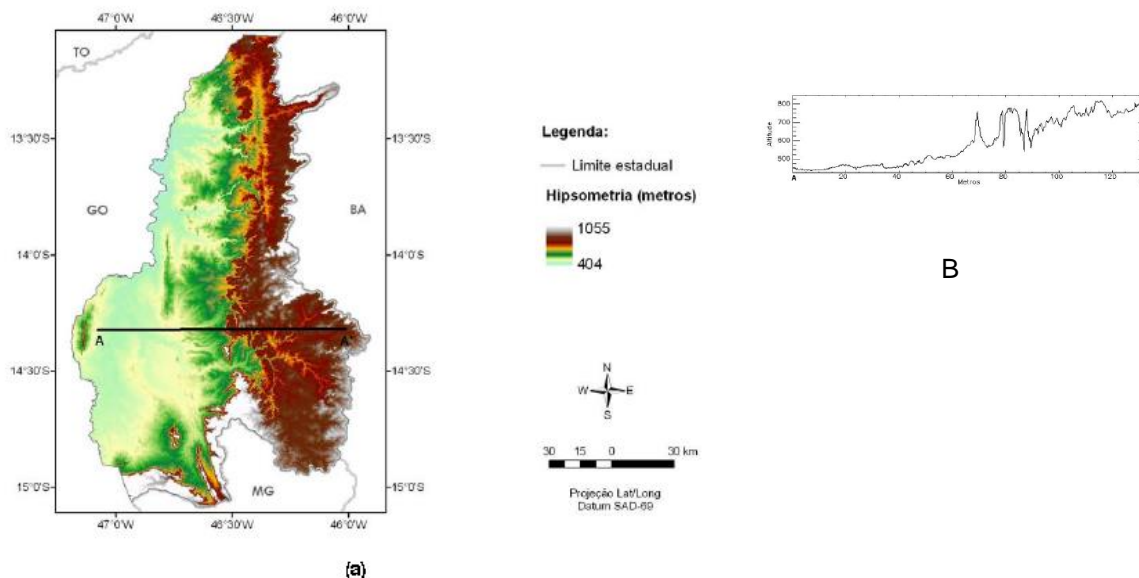 47°0'W 46°30'W 46°0'W
TO
GO
BA
MG
13°30'S 13°30'S
14°0'S 14°0'S
14°30'S 14°30'S
15°0'S 15°0'S
A A'
47°0'W 46°30'W 46°0'W
(a)
Legenda:
Limite estadual
Hipsometria (metros)
1055
404
N
W E
S
30 15 0 30 km
Projeção Lat/Long
Datum SAD-69
Altitude
800
700
600
500
A 20 40 60 80 100 120
Metros
B